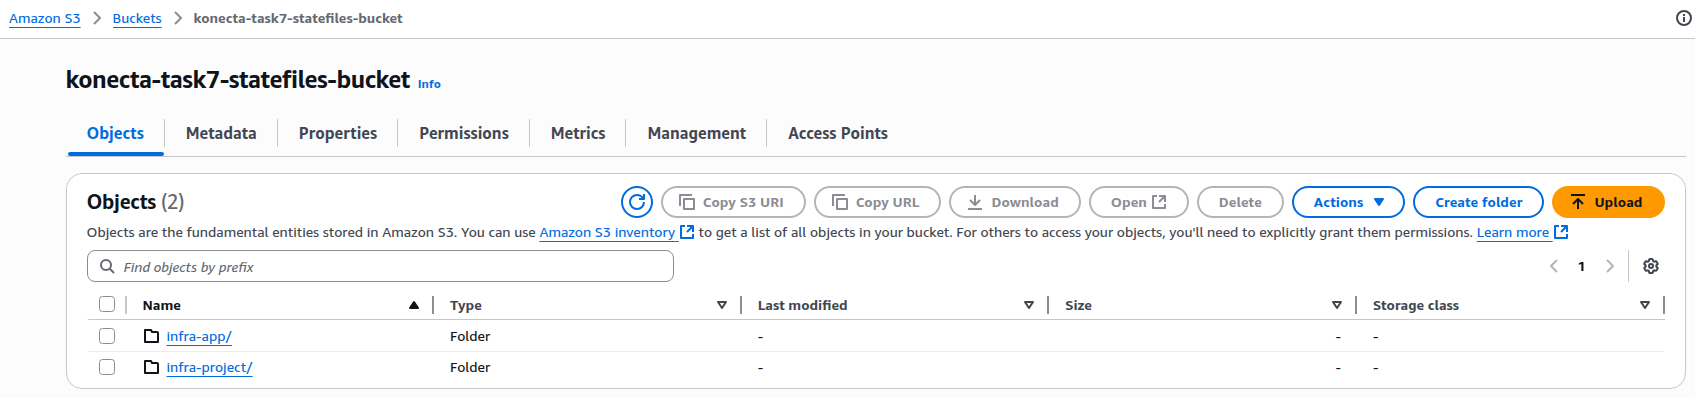 Amazon S3 > Buckets > konecta-task7-statefiles-bucket
konecta-task7-statefiles-bucket Info
Objects Metadata Properties Permissions Metrics Management Access Points
Objects (2) Copy S3 URI Copy URL Download Open Delete Actions Create folder Upload
Objects are the fundamental entities stored in Amazon S3. You can use Amazon S3 inventory to get a list of all objects in your bucket. For others to access your objects, you'll need to explicitly grant them permissions. Learn more
Find objects by prefix < 1 >
Name Type Last modified Size Storage class
infra-app/ Folder - - -
infra-project/ Folder - - -